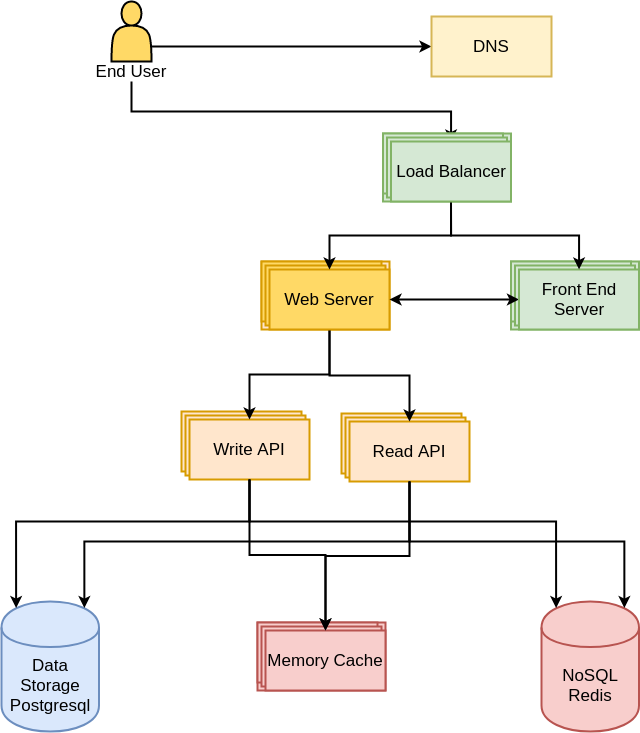 DNS
End User
Load Balancer
Web Server
Front End
Server
Write API
Read API
Data
Storage
Postgresql
Memory Cache
NoSQL
Redis